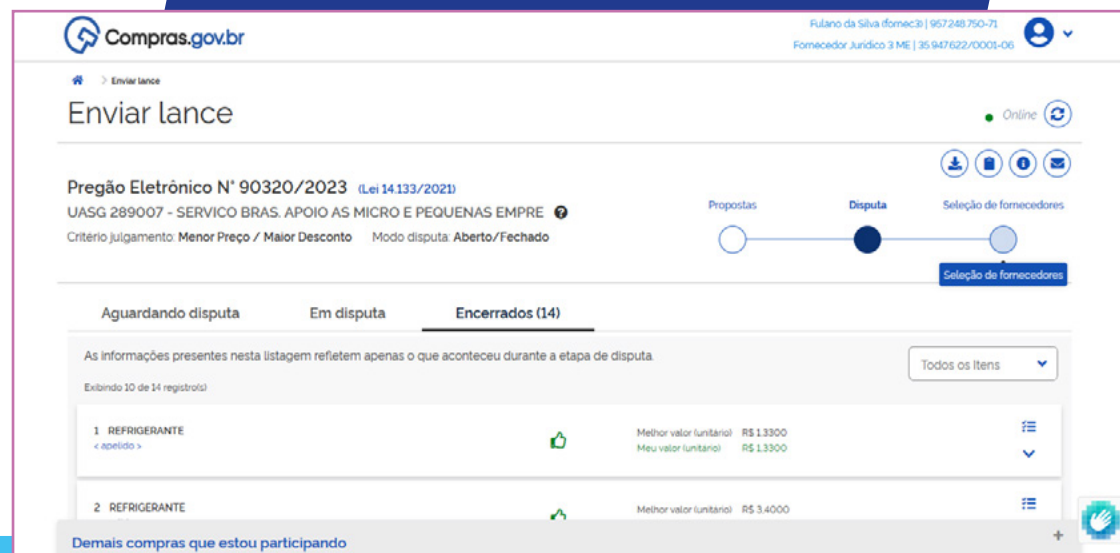 Compras.gov.br
Fulano da Silva (fornec3) | 957.248.750-71
Fornecedor Jurídico 3 ME | 35.947.622/0001-06
> Enviar lance
Enviar lance
Online
Pregão Eletrônico N° 90320/2023 (Lei 14.133/2021)
UASG 289007 - SERVICO BRAS. APOIO AS MICRO E PEQUENAS EMPRE
Critério julgamento: Menor Preço / Maior Desconto Modo disputa: Aberto/Fechado
Propostas Disputa Seleção de fornecedores
Seleção de fornecedores
Aguardando disputa Em disputa Encerrados (14)
As informações presentes nesta listagem refletem apenas o que aconteceu durante a etapa de disputa.
Todos os Itens
Exibindo 10 de 14 registro(s)
1 REFRIGERANTE
< apelido >
Melhor valor (unitário) R$ 1,3300
Meu valor (unitário) R$ 1,3300
2 REFRIGERANTE
Melhor valor (unitário) R$ 3,4000
Demais compras que estou participando
+